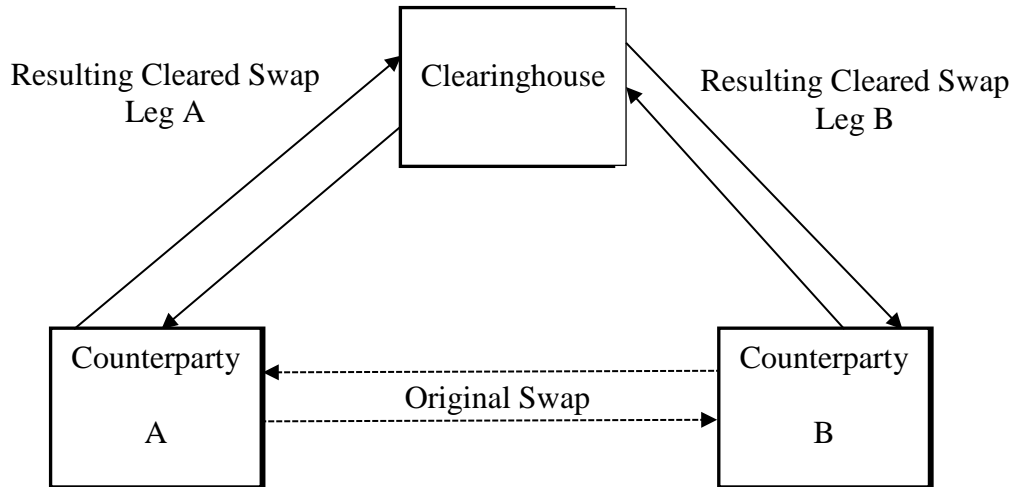 Resulting Cleared Swap
Leg A
Clearinghouse
Resulting Cleared Swap
Leg B
Counterparty
A
Original Swap
Counterparty
B